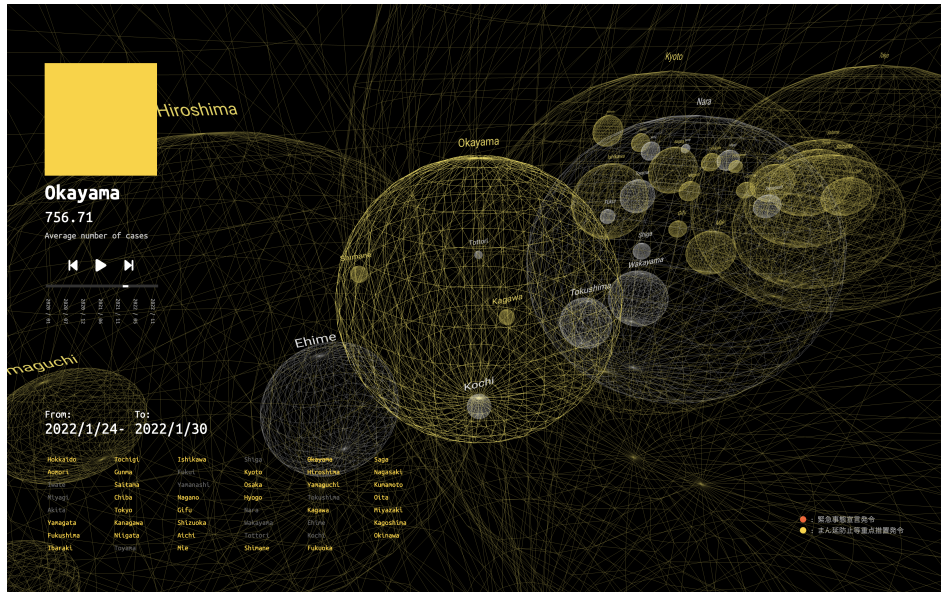 Kyoto
Tokyo
Nara
Hiroshima
Okayama
Okayama
756.71
Average number of cases
Tottori
Shimane
Shiga
Wakayama
Tokushima
Kagawa
Ehime
maguchi
Kochi
From: To:
2022/1/24- 2022/1/30
Hokkaido Tochigi Ishikawa Shiga Okayama Saga
Aomori Gunma Fukui Kyoto Hiroshima Nagasaki
Iwate Saitama Yamanashi Osaka Yamaguchi Kumamoto
Miyagi Chiba Nagano Hyogo Tokushima Oita
Akita Tokyo Gifu Nara Kagawa Miyazaki
Yamagata Kanagawa Shizuoka Wakayama Ehime Kagoshima
Fukushima Niigata Aichi Tottori Kochi Okinawa
Ibaraki Toyama Mie Shimane Fukuoka
: 緊急事態宣言発令
: まん延防止等重点措置発令